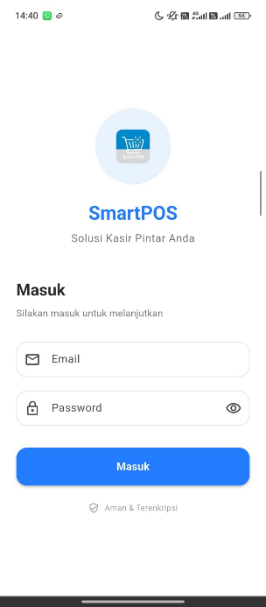 14:40
SmartPOS
Solusi Kasir Pintar Anda
Masuk
Silakan masuk untuk melanjutkan
Email
Password
Masuk
Aman & Terenkripsi